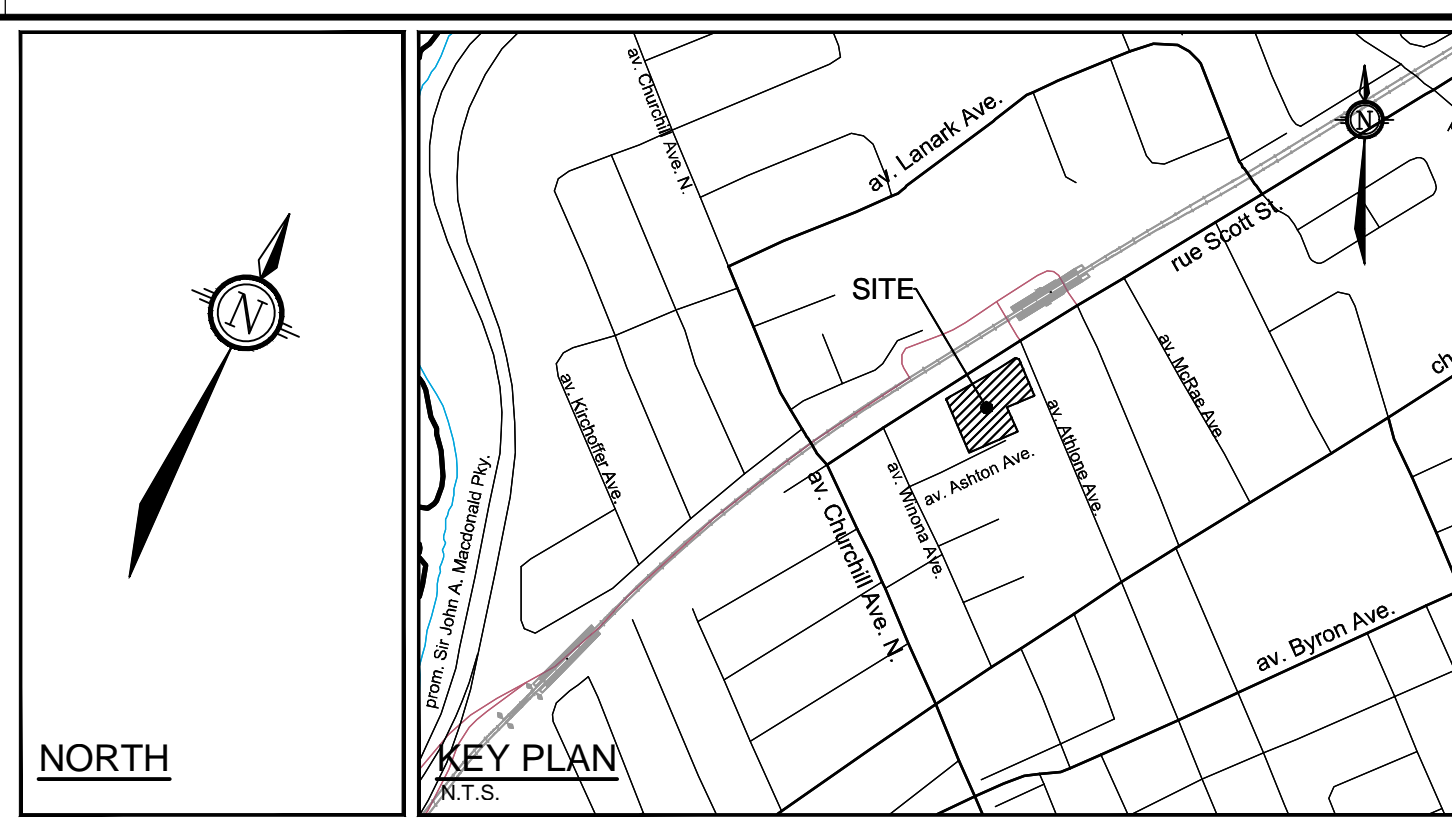 N
NORTH
av. Churchill Ave. N.
av. Lanark Ave.
N
rue Scott St.
SITE
av. McRae Ave
ch
av. Kirchoffer Ave.
av. Athlone Ave.
av. Ashton Ave.
av. Winona Ave.
av. Churchill Ave. N.
prom. Sir John A. Macdonald Pky.
av. Byron Ave.
KEY PLAN
N.T.S.